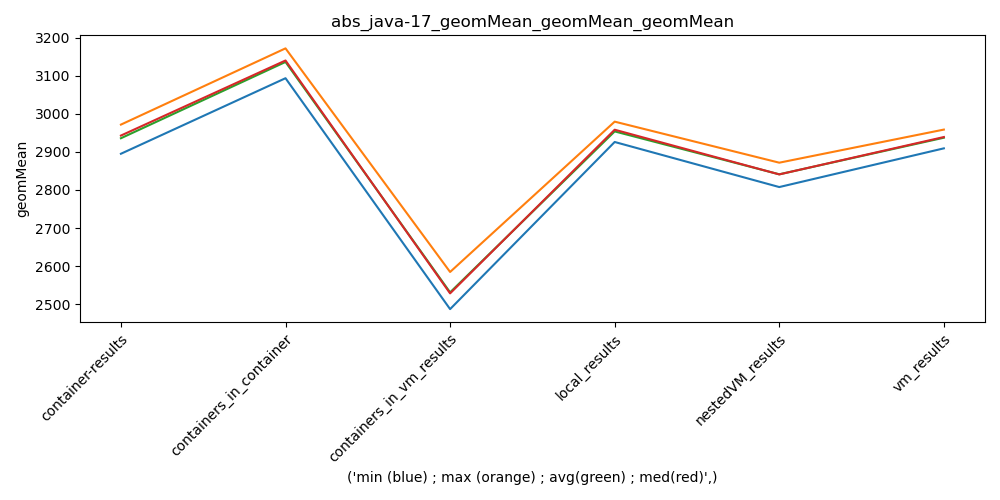 abs_java-17_geomMean_geomMean_geomMean
geomMean
3200
3100
3000
2900
2800
2700
2600
2500
container-results
containers_in_container
containers_in_vm_results
local_results
nestedVM_results
vm_results
('min (blue) ; max (orange) ; avg(green) ; med(red)',)